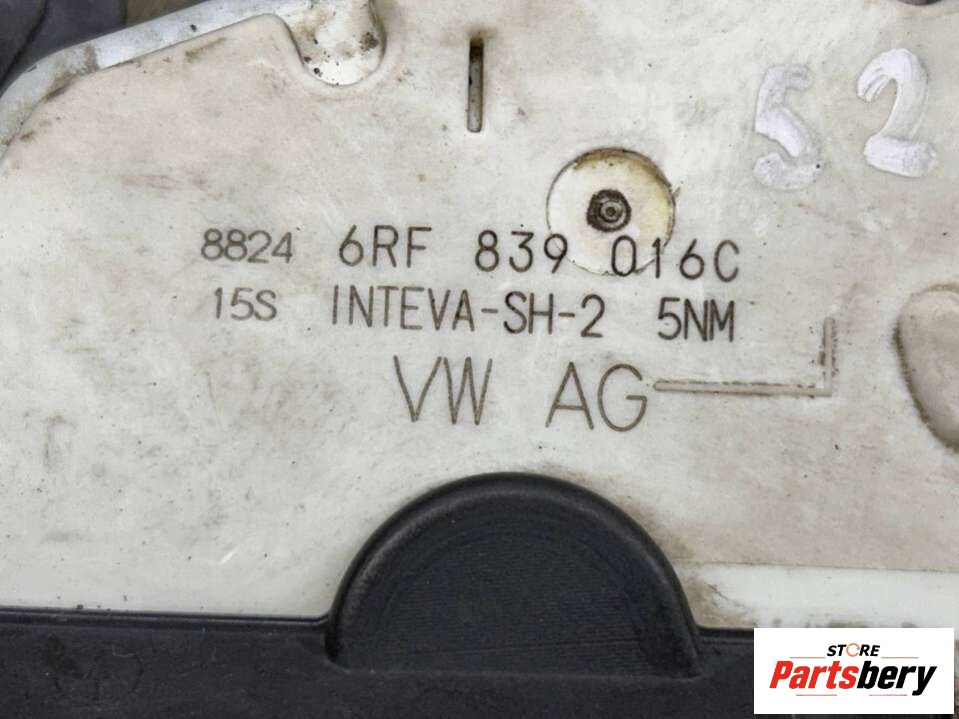 52
8824 6RF 839 016C
15S INTEVA-SH-2 5NM
VW AG
STORE
Partsbery